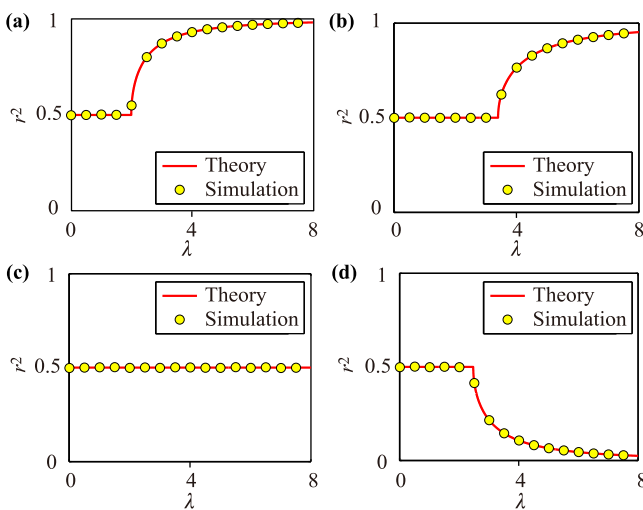 (a)
1
r²
0.5
0
Theory
Simulation
0
4
8
λ
(b)
1
r²
0.5
0
Theory
Simulation
0
4
8
λ
(c)
1
r²
0.5
0
Theory
Simulation
0
4
8
λ
(d)
1
r²
0.5
0
Theory
Simulation
0
4
8
λ